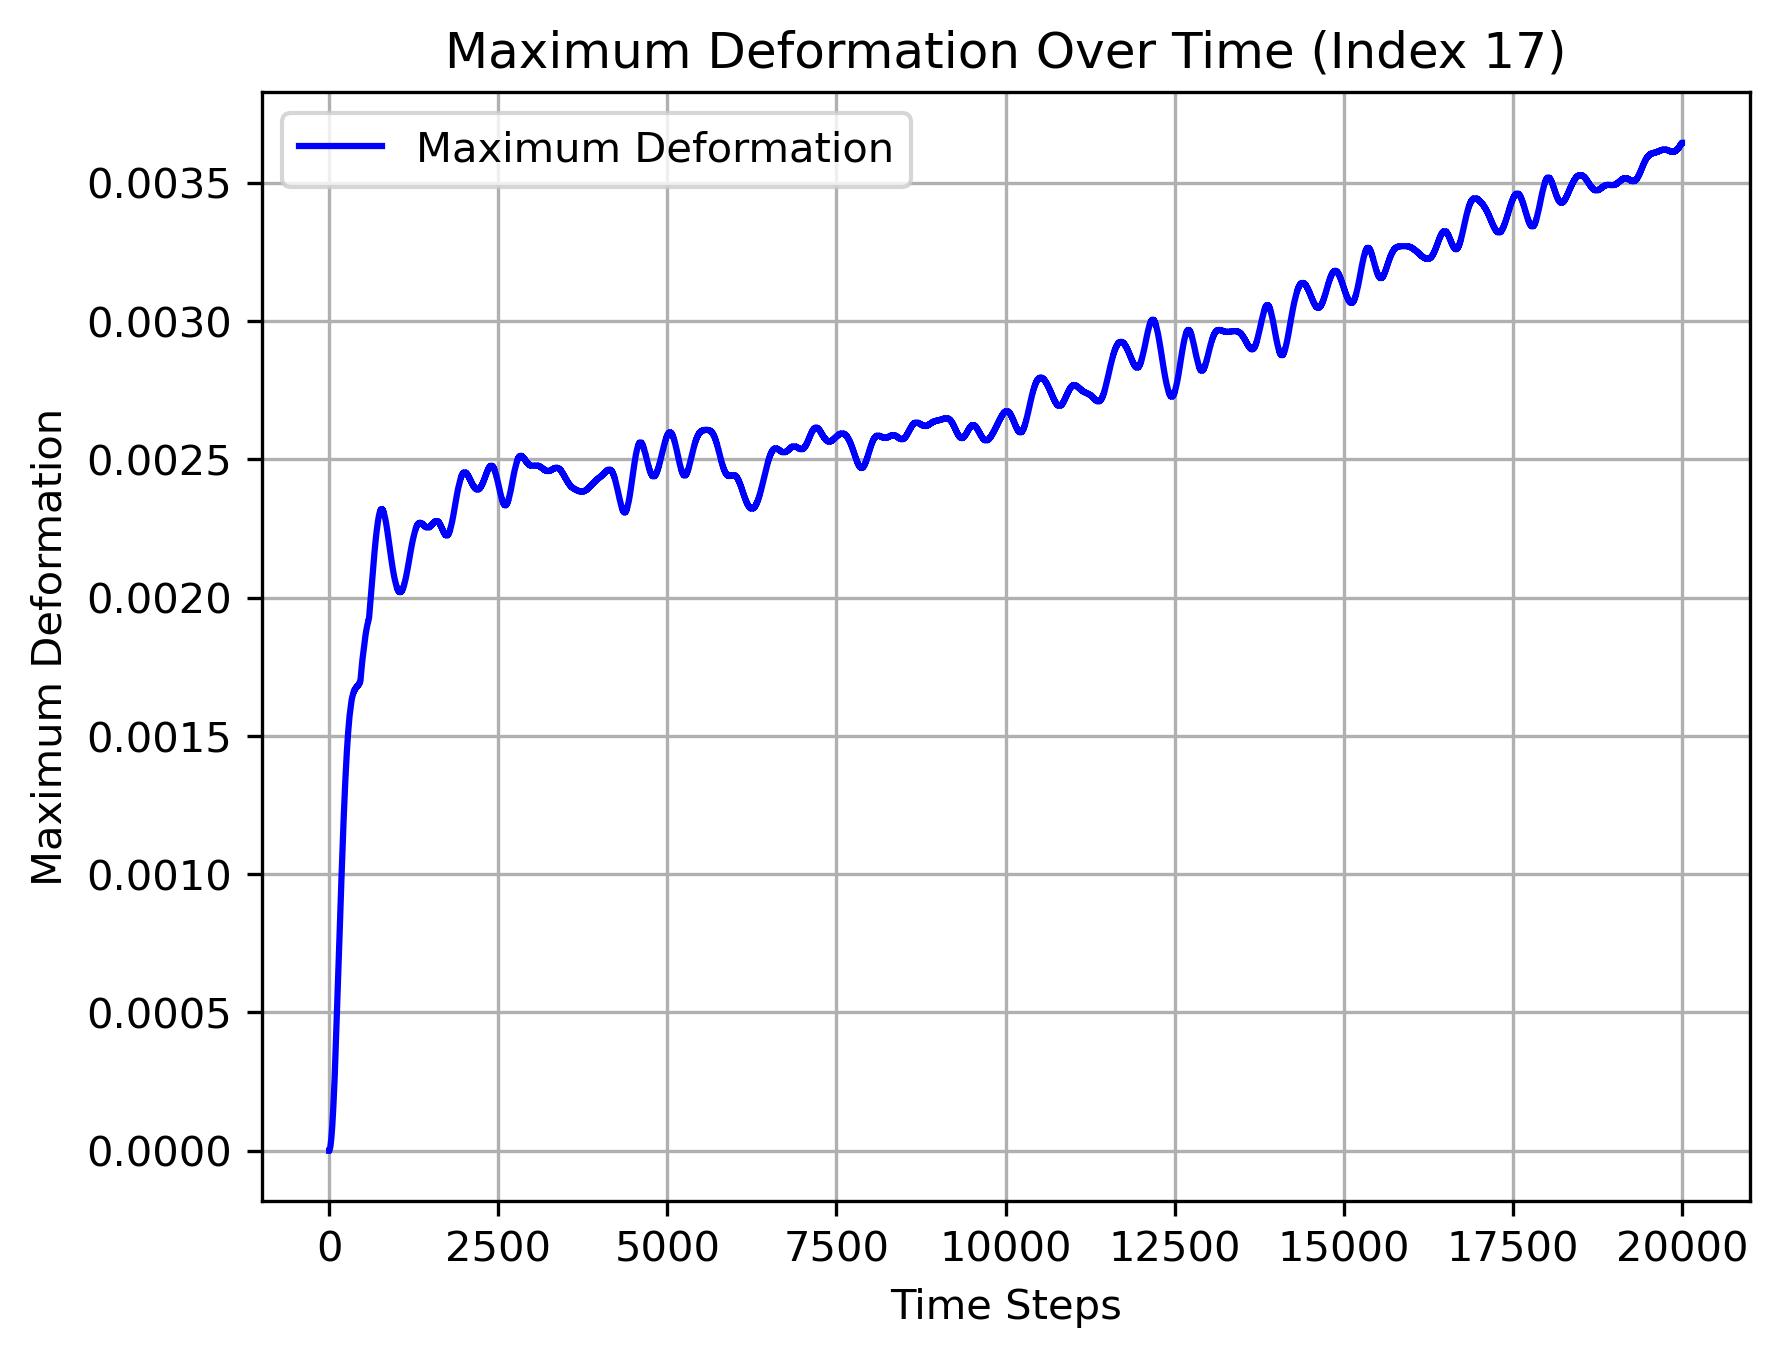 Maximum Deformation Over Time (Index 17)
Maximum Deformation
0.0035
0.0030
0.0025
0.0020
0.0015
0.0010
0.0005
0.0000
Maximum Deformation
0 2500 5000 7500 10000 12500 15000 17500 20000
Time Steps